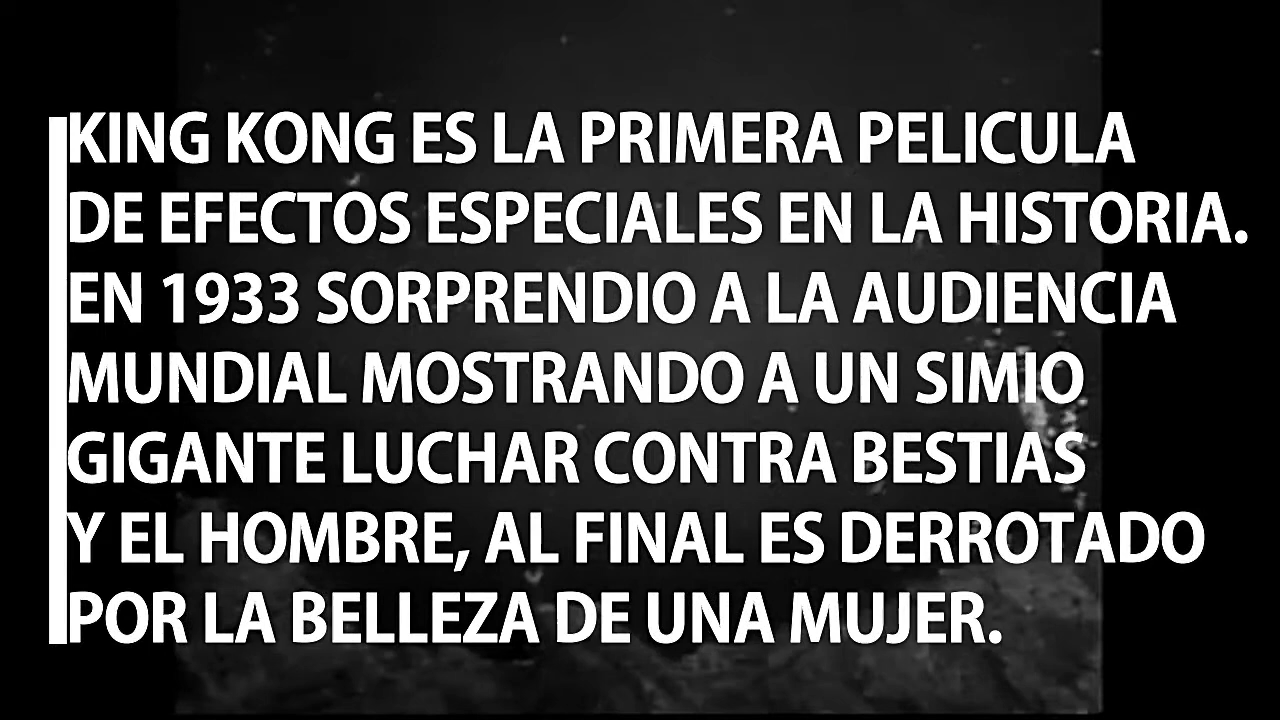 KING KONG ES LA PRIMERA PELICULA
DE EFECTOS ESPECIALES EN LA HISTORIA.
EN 1933 SORPRENDIO A LA AUDIENCIA
MUNDIAL MOSTRANDO A UN SIMIO
GIGANTE LUCHAR CONTRA BESTIAS
Y EL HOMBRE, AL FINAL ES DERROTADO
POR LA BELLEZA DE UNA MUJER.